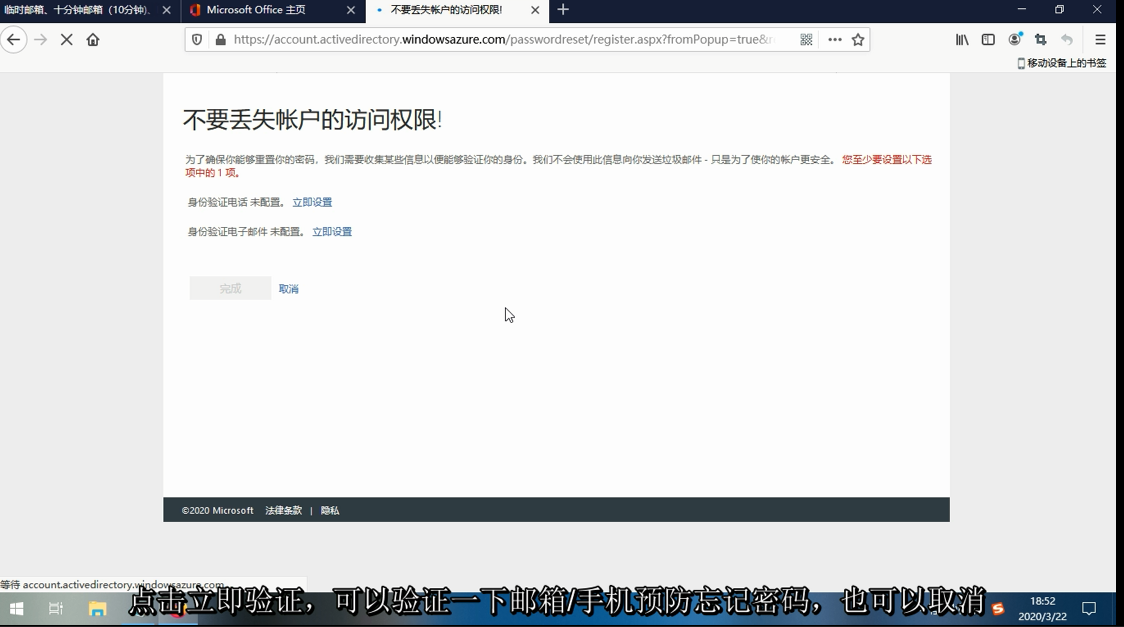 临时邮箱、十分钟邮箱（10分钟）、
Microsoft Office 主页
不要丢失帐户的访问权限!
https://account.activedirectory.windowsazure.com/passwordreset/register.aspx?fromPopup=true&r
移动设备上的书签
不要丢失帐户的访问权限!
为了确保你能够重置你的密码，我们需要收集某些信息以便能够验证你的身份。我们不会使用此信息向你发送垃圾邮件 - 只是为了使你的帐户更安全。 您至少要设置以下选
项中的 1 项。
身份验证电话 未配置。 立即设置
身份验证电子邮件 未配置。 立即设置
完成 取消
©2020 Microsoft 法律条款 | 隐私
等待 account.activedirectory.windowsazure.com
点击立即验证，可以验证一下邮箱/手机预防忘记密码，也可以取消
18:52
2020/3/22